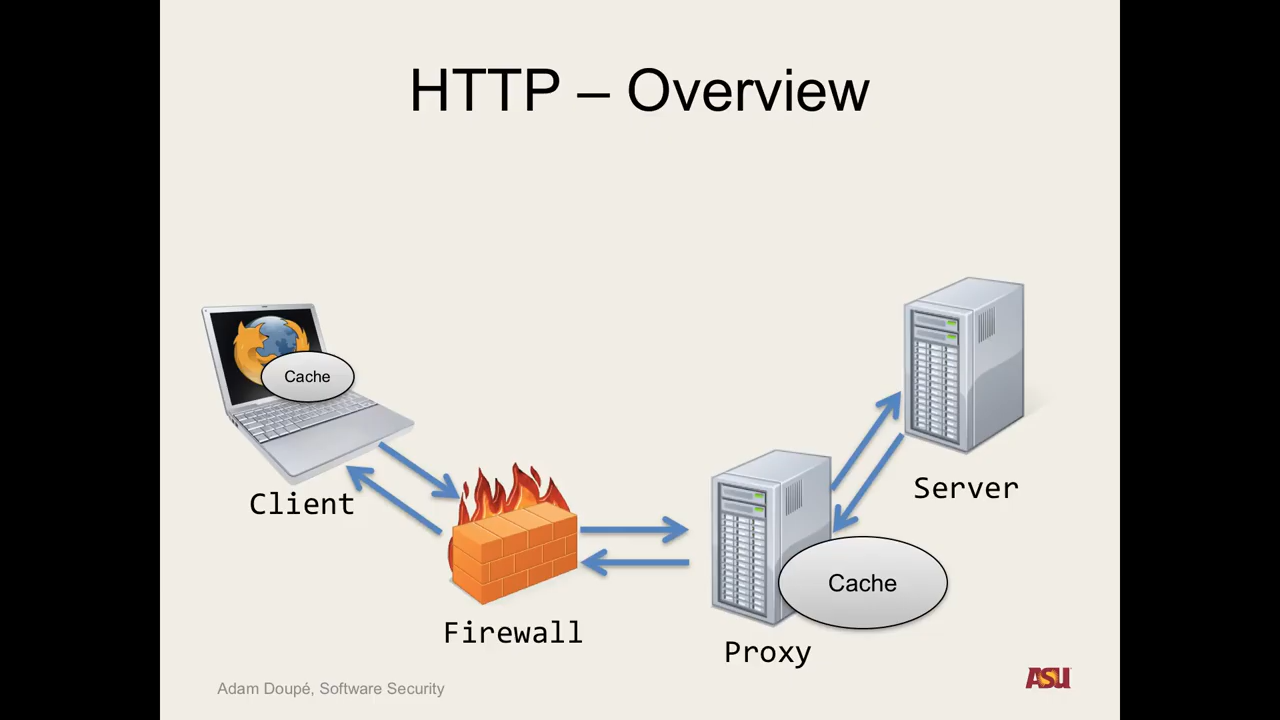 HTTP – Overview
Cache
Client
Server
Cache
Firewall
Proxy
Adam Doupé, Software Security
ASU